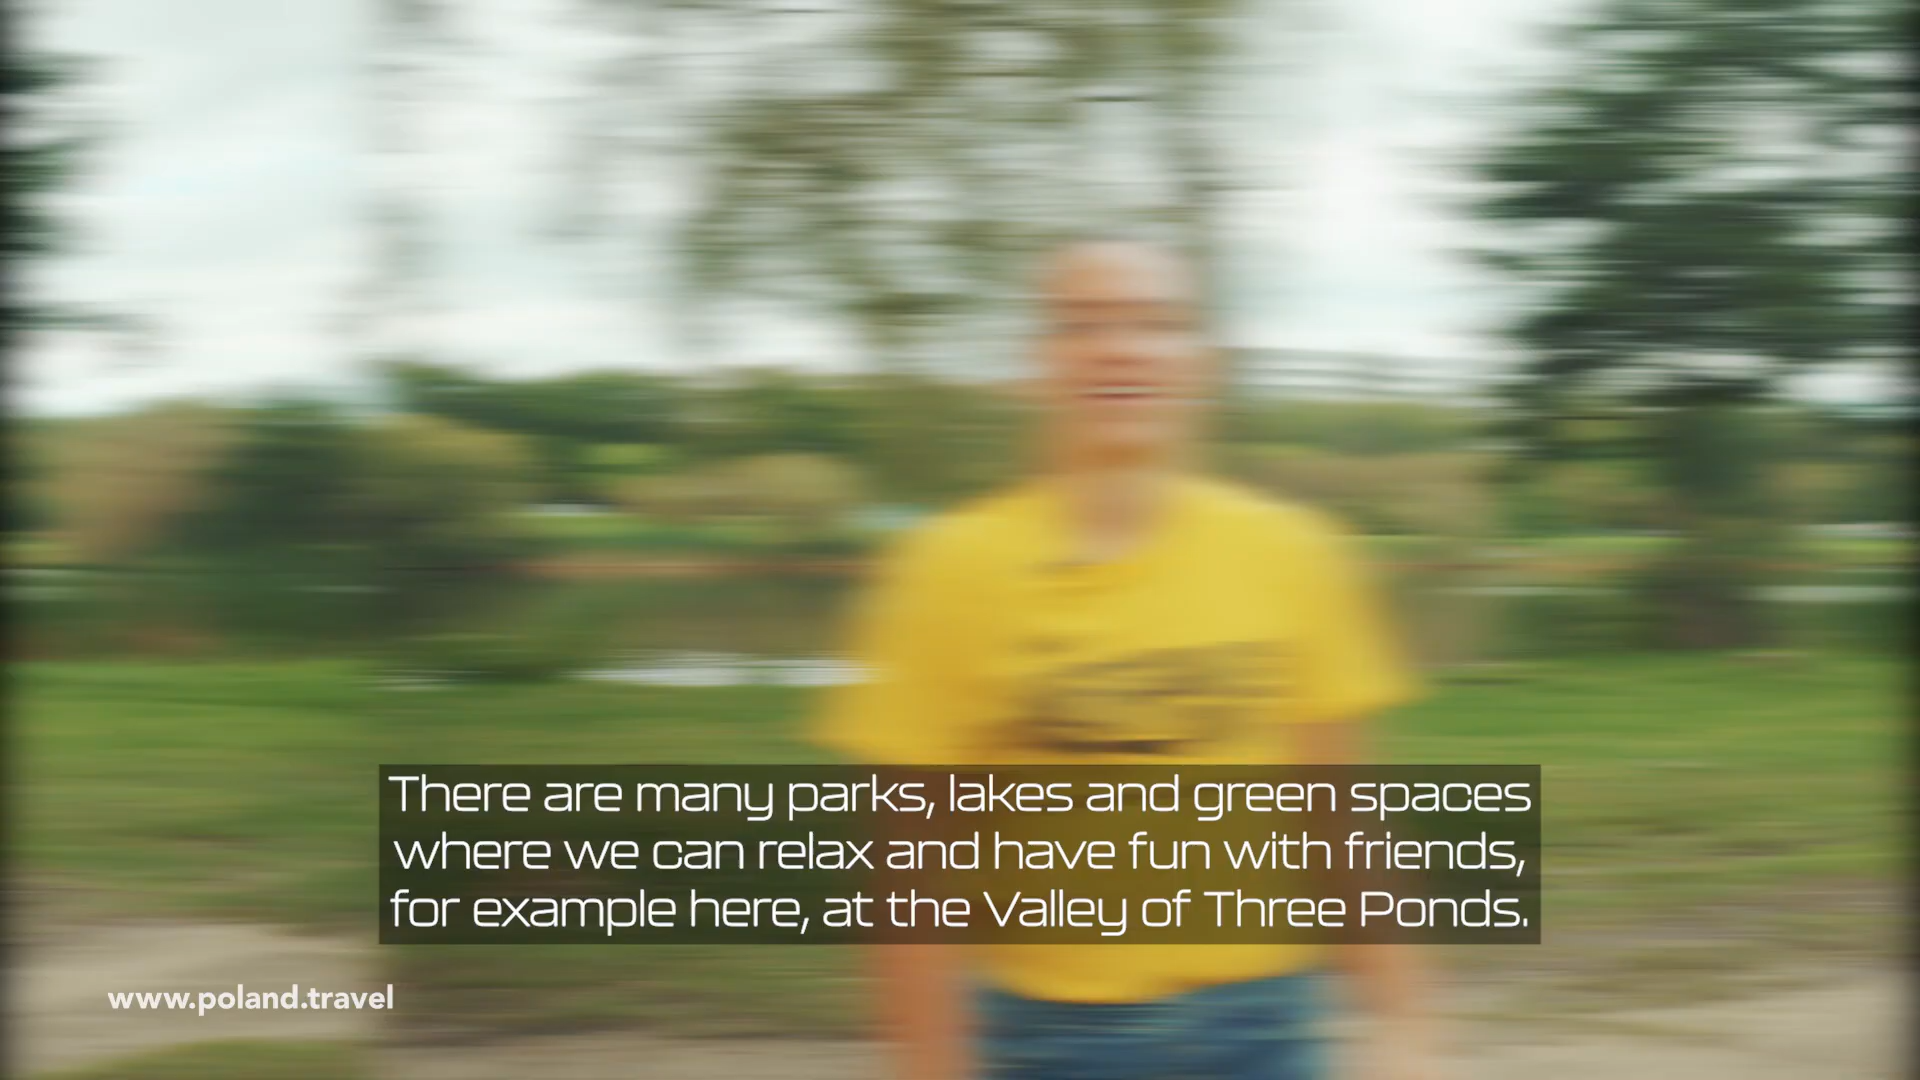 There are many parks, lakes and green spaces
where we can relax and have fun with friends,
for example here, at the Valley of Three Ponds.
www.poland.travel